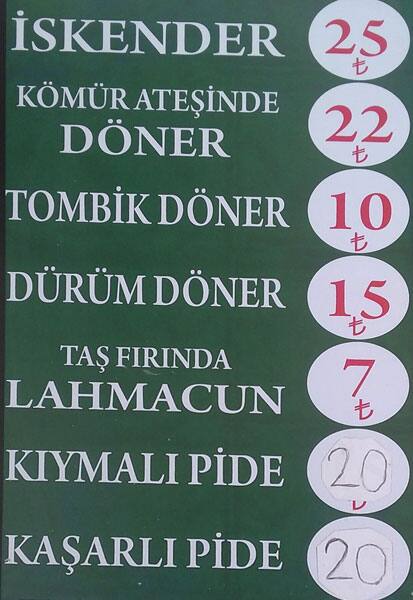 İSKENDER 25 ₺
KÖMÜR ATEŞİNDE
DÖNER 22 ₺
TOMBİK DÖNER 10 ₺
DÜRÜM DÖNER 15 ₺
TAŞ FIRINDA
LAHMACUN 7 ₺
KIYMALI PİDE 20
KAŞARLI PİDE 20